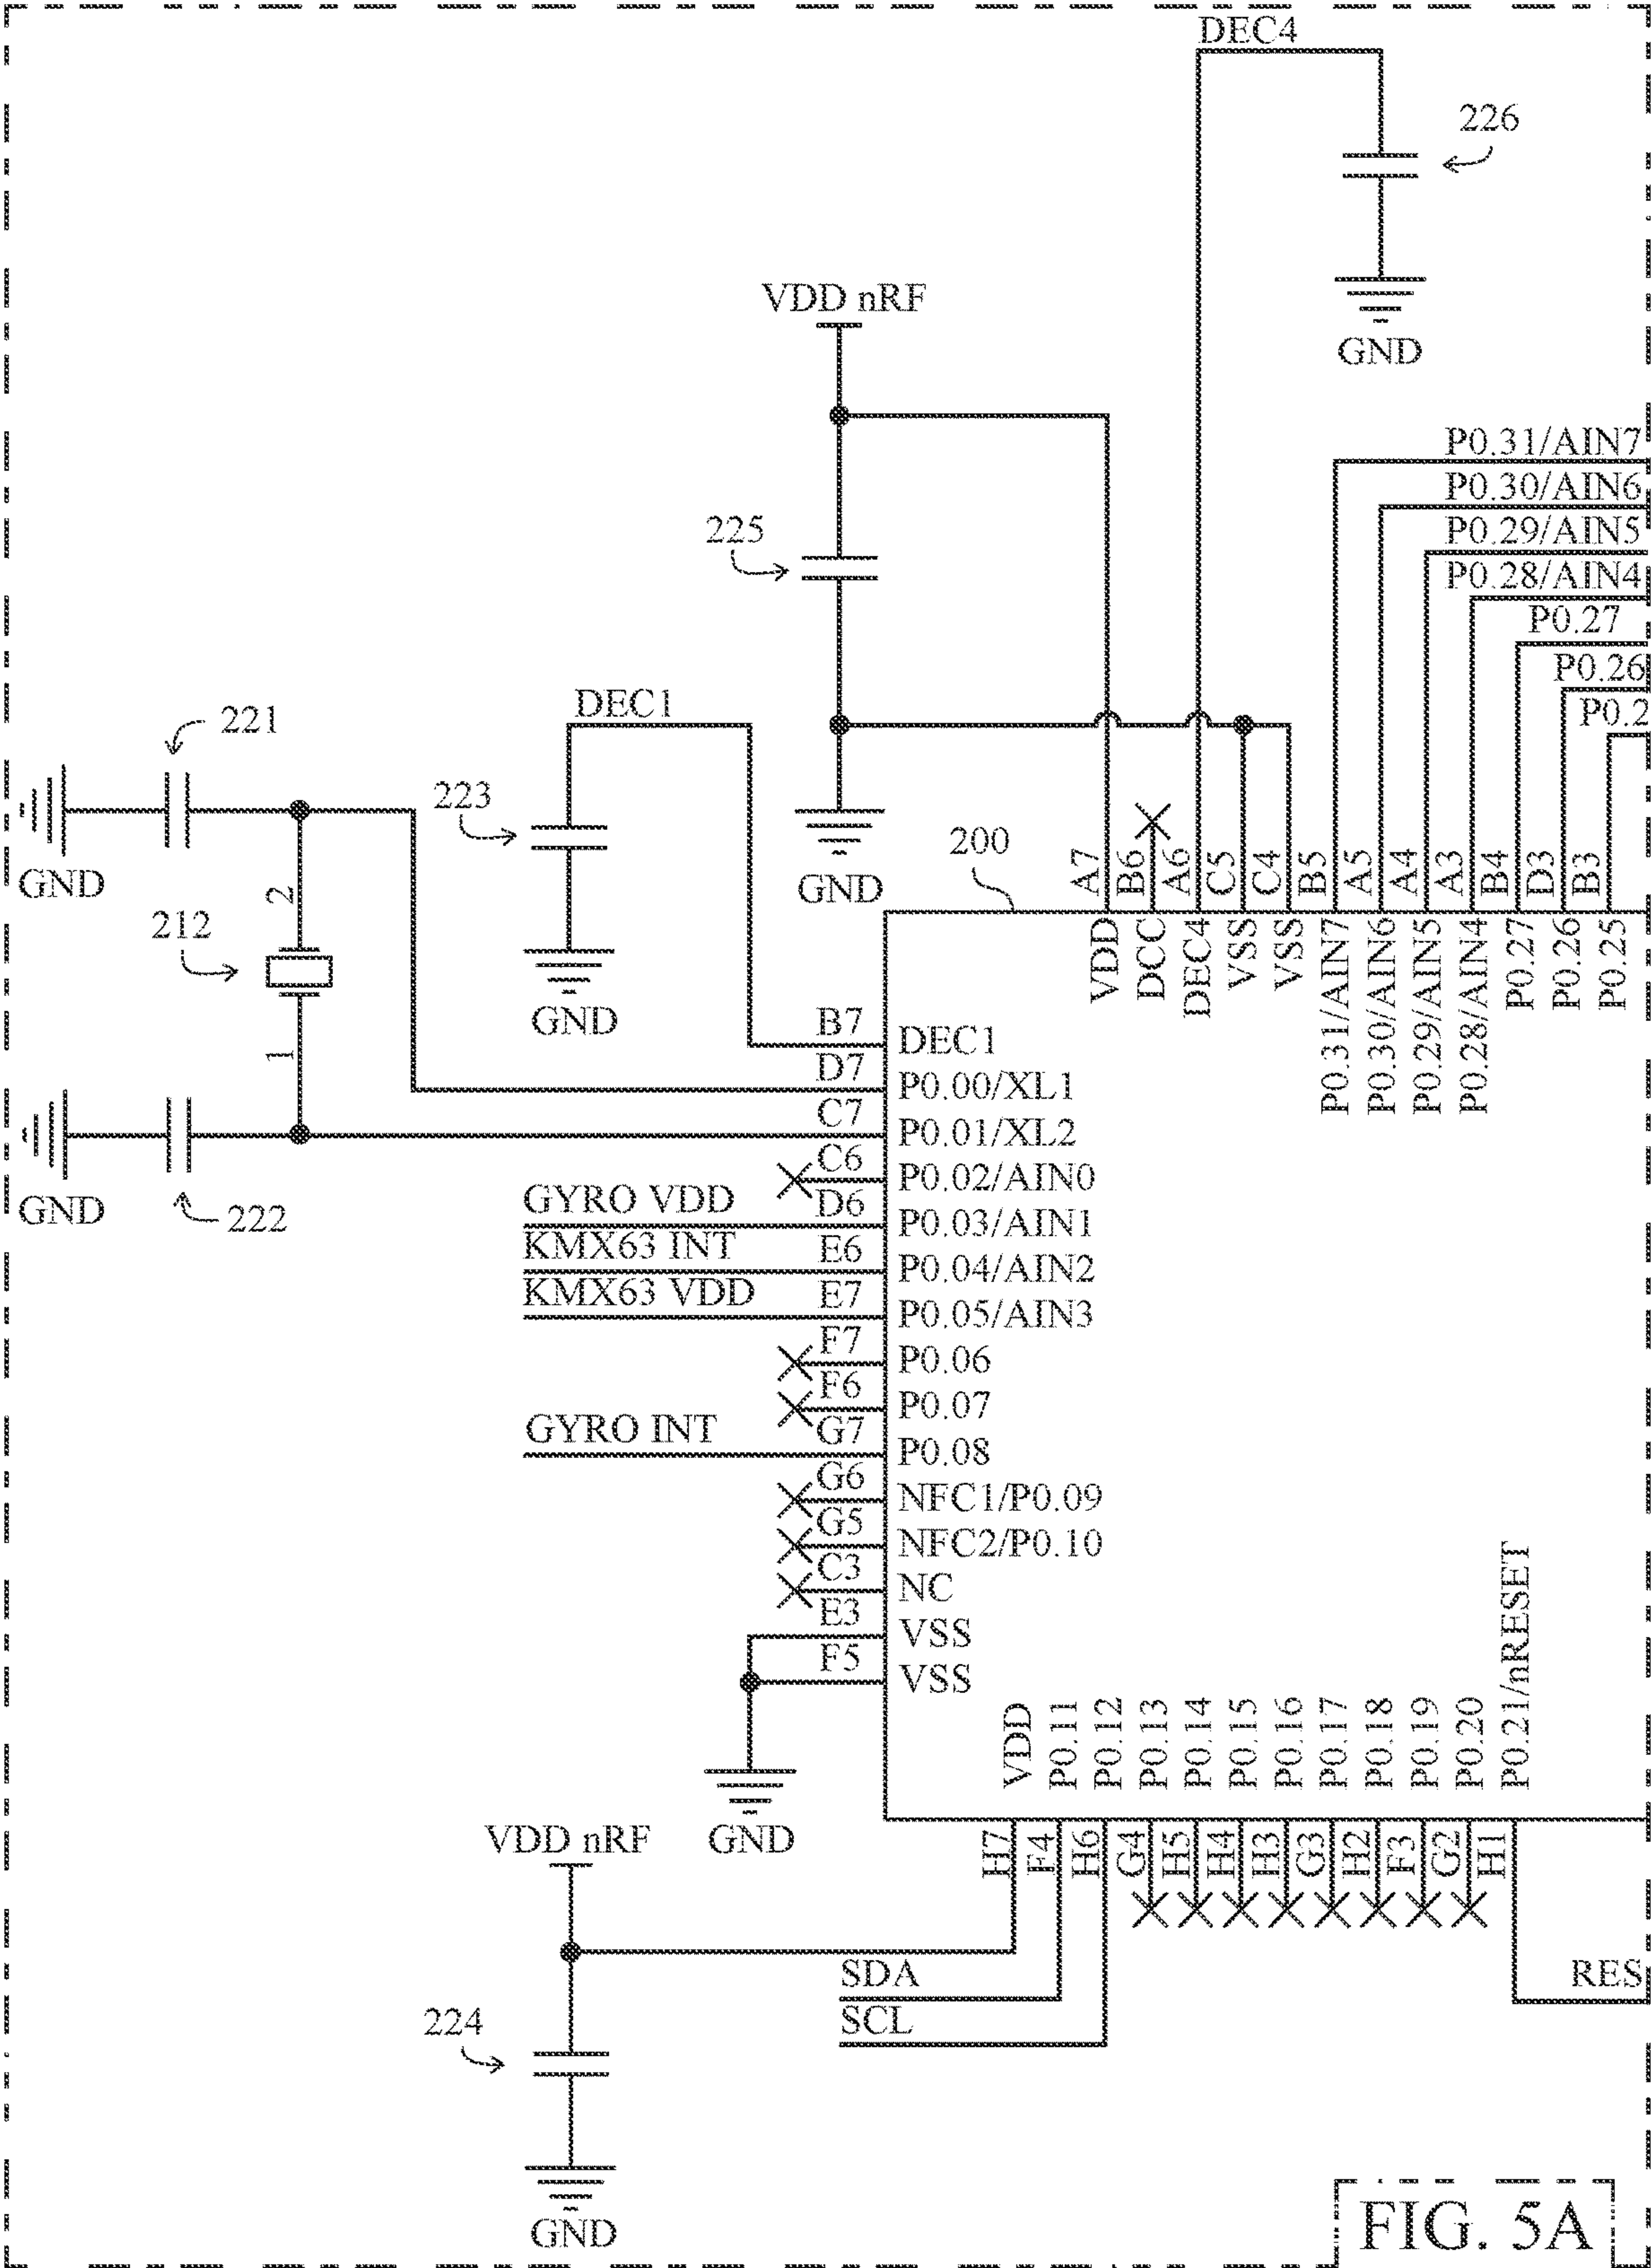 DEC4
226
GND
VDD nRF
225
GND
P0.31/AIN7
P0.30/AIN6
P0.29/AIN5
P0.28/AIN4
P0.27
P0.26
P0.2
DEC1
221
GND
2
212
1
GND
222
223
GND
200
A7
B6
A6
C5
C4
B5
A5
A4
A3
B4
D3
B3
VDD
DCC
DEC4
VSS
VSS
P0.31/AIN7
P0.30/AIN6
P0.29/AIN5
P0.28/AIN4
P0.27
P0.26
P0.25
B7 DEC1
D7 P0.00/XL1
C7 P0.01/XL2
C6 P0.02/AIN0
GYRO VDD D6 P0.03/AIN1
KMX63 INT E6 P0.04/AIN2
KMX63 VDD E7 P0.05/AIN3
F7 P0.06
F6 P0.07
GYRO INT G7 P0.08
G6 NFC1/P0.09
G5 NFC2/P0.10
C3 NC
E3 VSS
F5 VSS
GND
VDD
P0.11
P0.12
P0.13
P0.14
P0.15
P0.16
P0.17
P0.18
P0.19
P0.20
P0.21/nRESET
H7
F4
H6
G4
H5
H4
H3
G3
H2
F3
G2
H1
VDD nRF
SDA
SCL
RES
224
GND
FIG. 5A